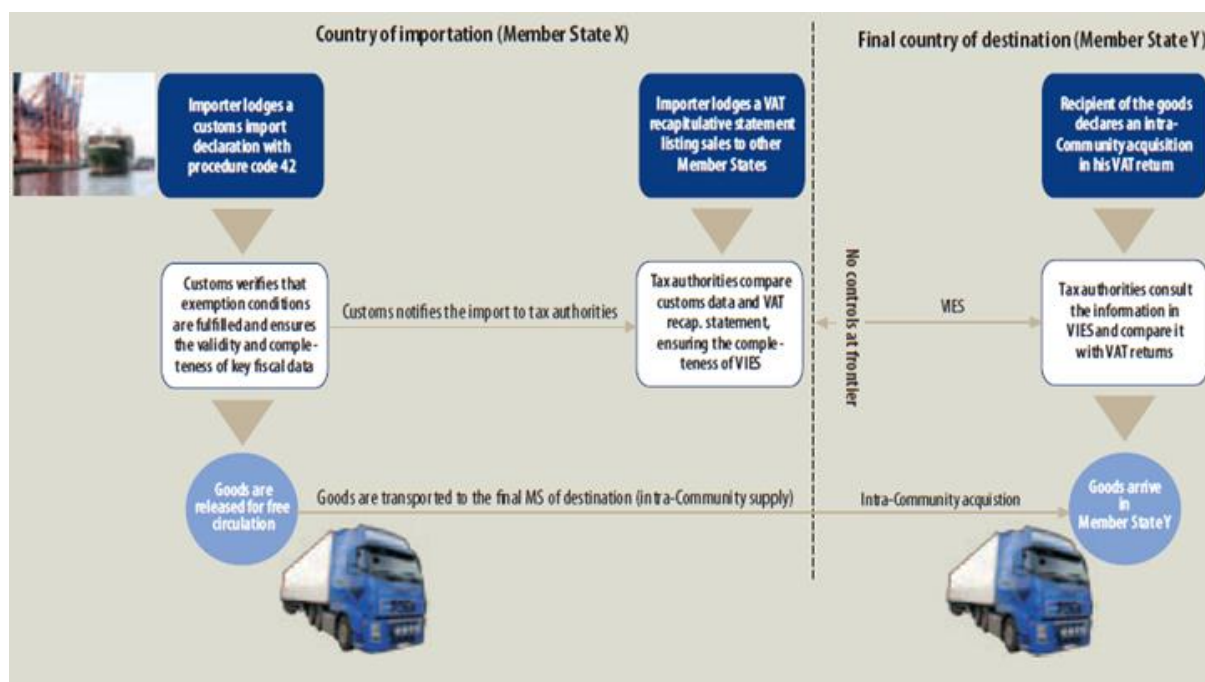 Country of importation (Member State X)
Final country of destination (Member State Y)
Importer lodges a
customs import
declaration with
procedure code 42
Importer lodges a VAT
recapitulative statement
listing sales to other
Member States
Recipient of the goods
declares an intra-
Community acquisition
in his VAT return
Customs verifies that
exemption conditions
are fulfilled and ensures
the validity and comple-
teness of key fiscal data
Customs notifies the import to tax authorities
Tax authorities compare
customs data and VAT
recap. statement,
ensuring the comple-
teness of VIES
No controls at frontier
VIES
Tax authorities consult
the information in
VIES and compare it
with VAT returns
Goods are
released for free
circulation
Goods are transported to the final MS of destination (intra-Community supply)
Intra-Community acquistion
Goods arrive
in
Member State Y